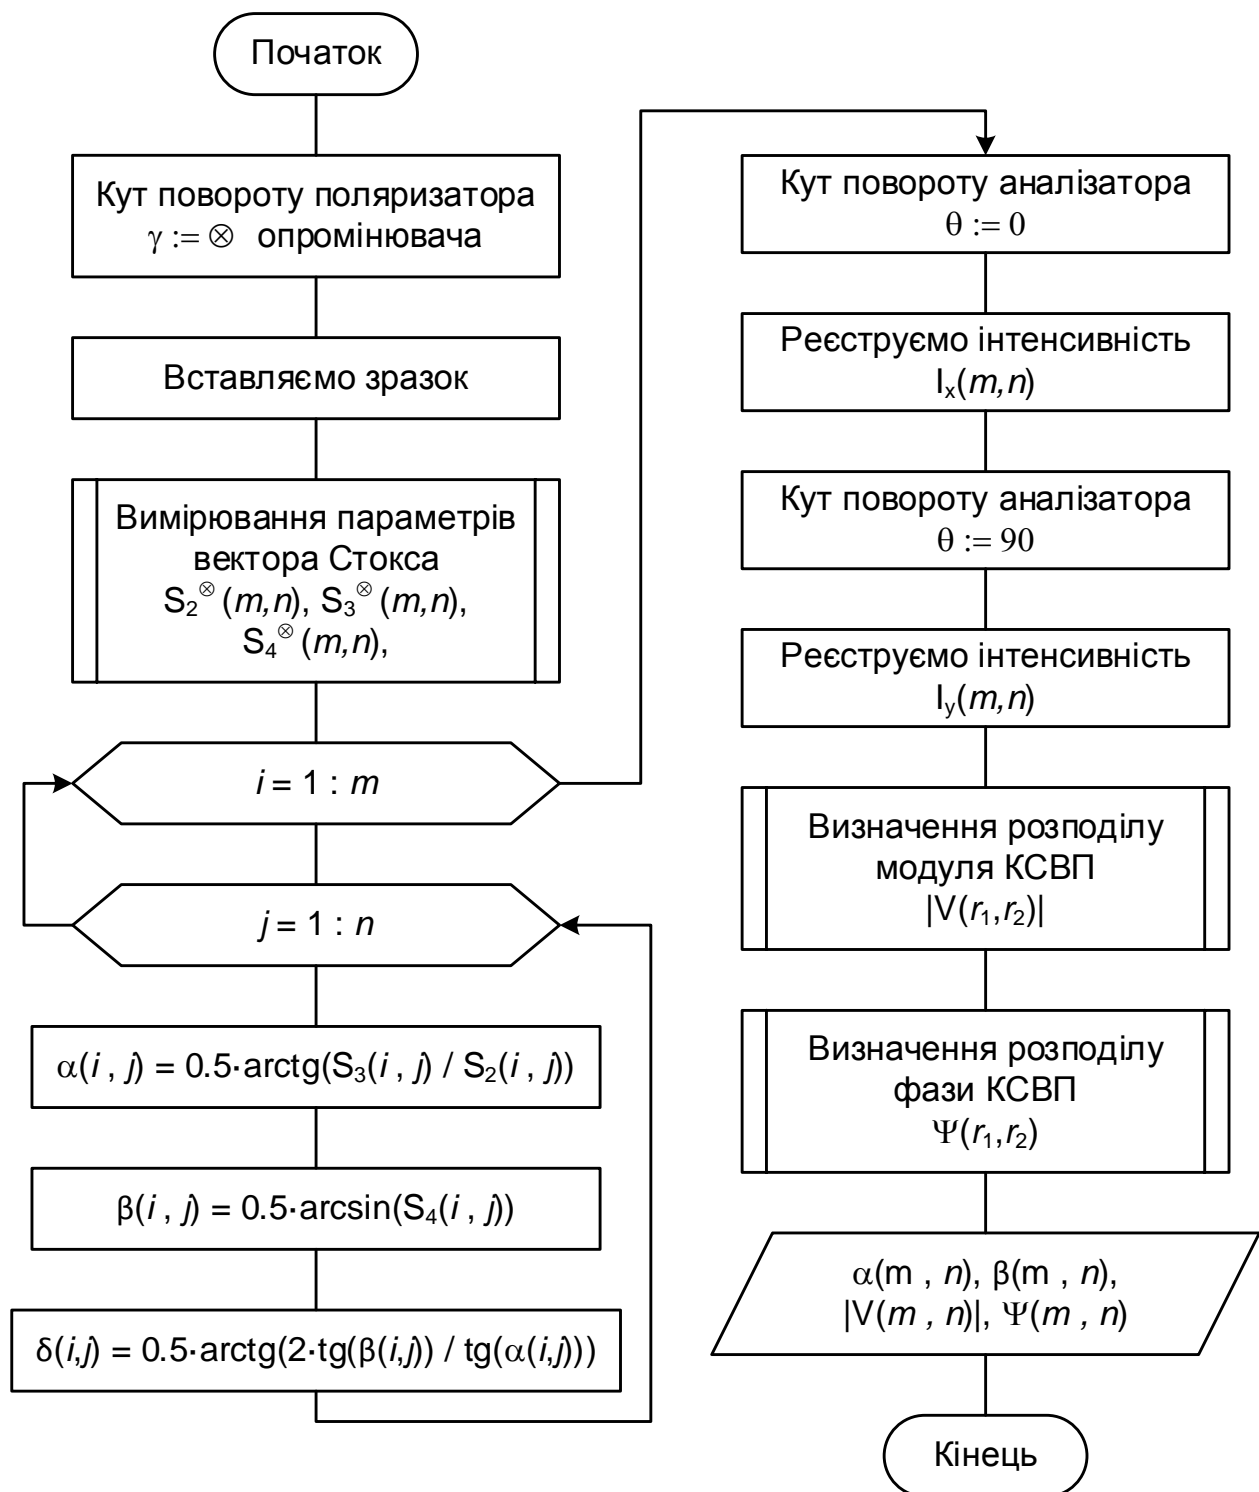 Початок
Кут повороту поляризатора
γ := ⊗ опромінювача
Вставляємо зразок
Вимірювання параметрів
вектора Стокса
S₂^⊗ (m,n), S₃^⊗ (m,n),
S₄^⊗ (m,n),
i = 1 : m
j = 1 : n
α(i , j) = 0.5·arctg(S₃(i , j) / S₂(i , j))
β(i , j) = 0.5·arcsin(S₄(i , j))
δ(i,j) = 0.5·arctg(2·tg(β(i,j)) / tg(α(i,j)))
Кут повороту аналізатора
θ := 0
Реєструємо інтенсивність
Iₓ(m,n)
Кут повороту аналізатора
θ := 90
Реєструємо інтенсивність
I_y(m,n)
Визначення розподілу
модуля КСВП
|V(r₁,r₂)|
Визначення розподілу
фази КСВП
Ψ(r₁,r₂)
α(m , n), β(m , n),
|V(m , n)|, Ψ(m , n)
Кінець